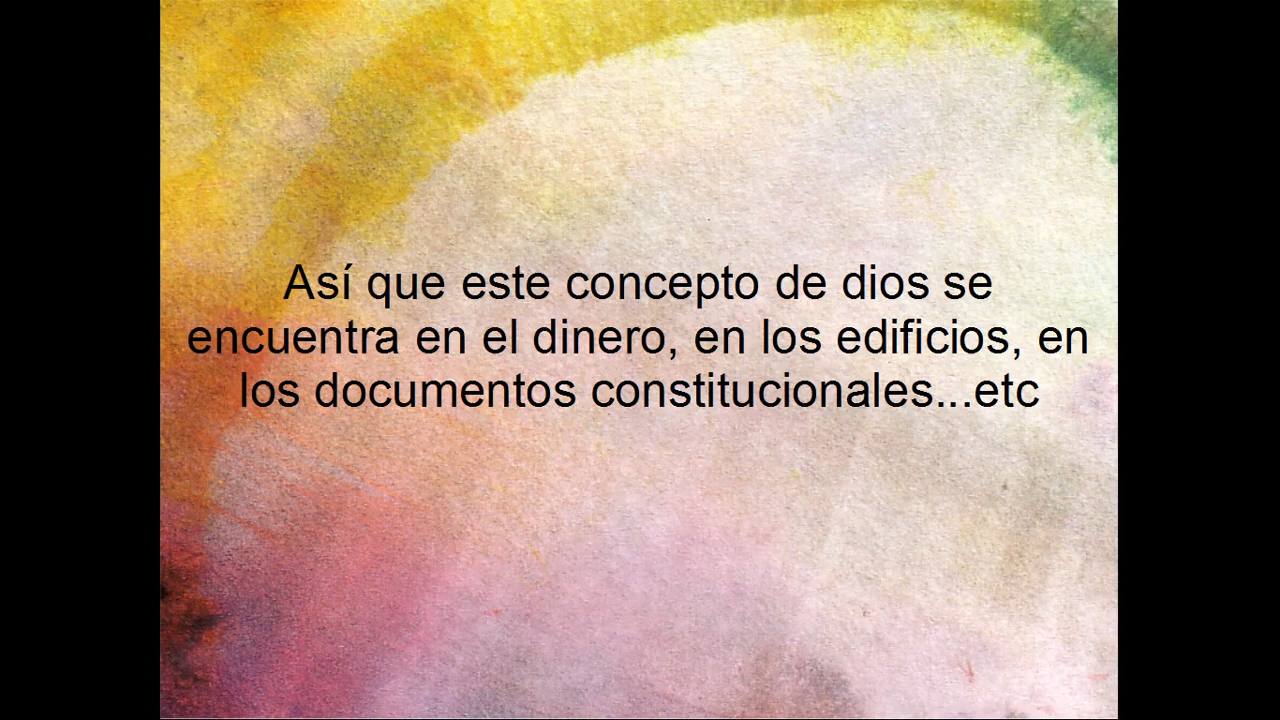 Así que este concepto de dios se
encuentra en el dinero, en los edificios, en
los documentos constitucionales...etc